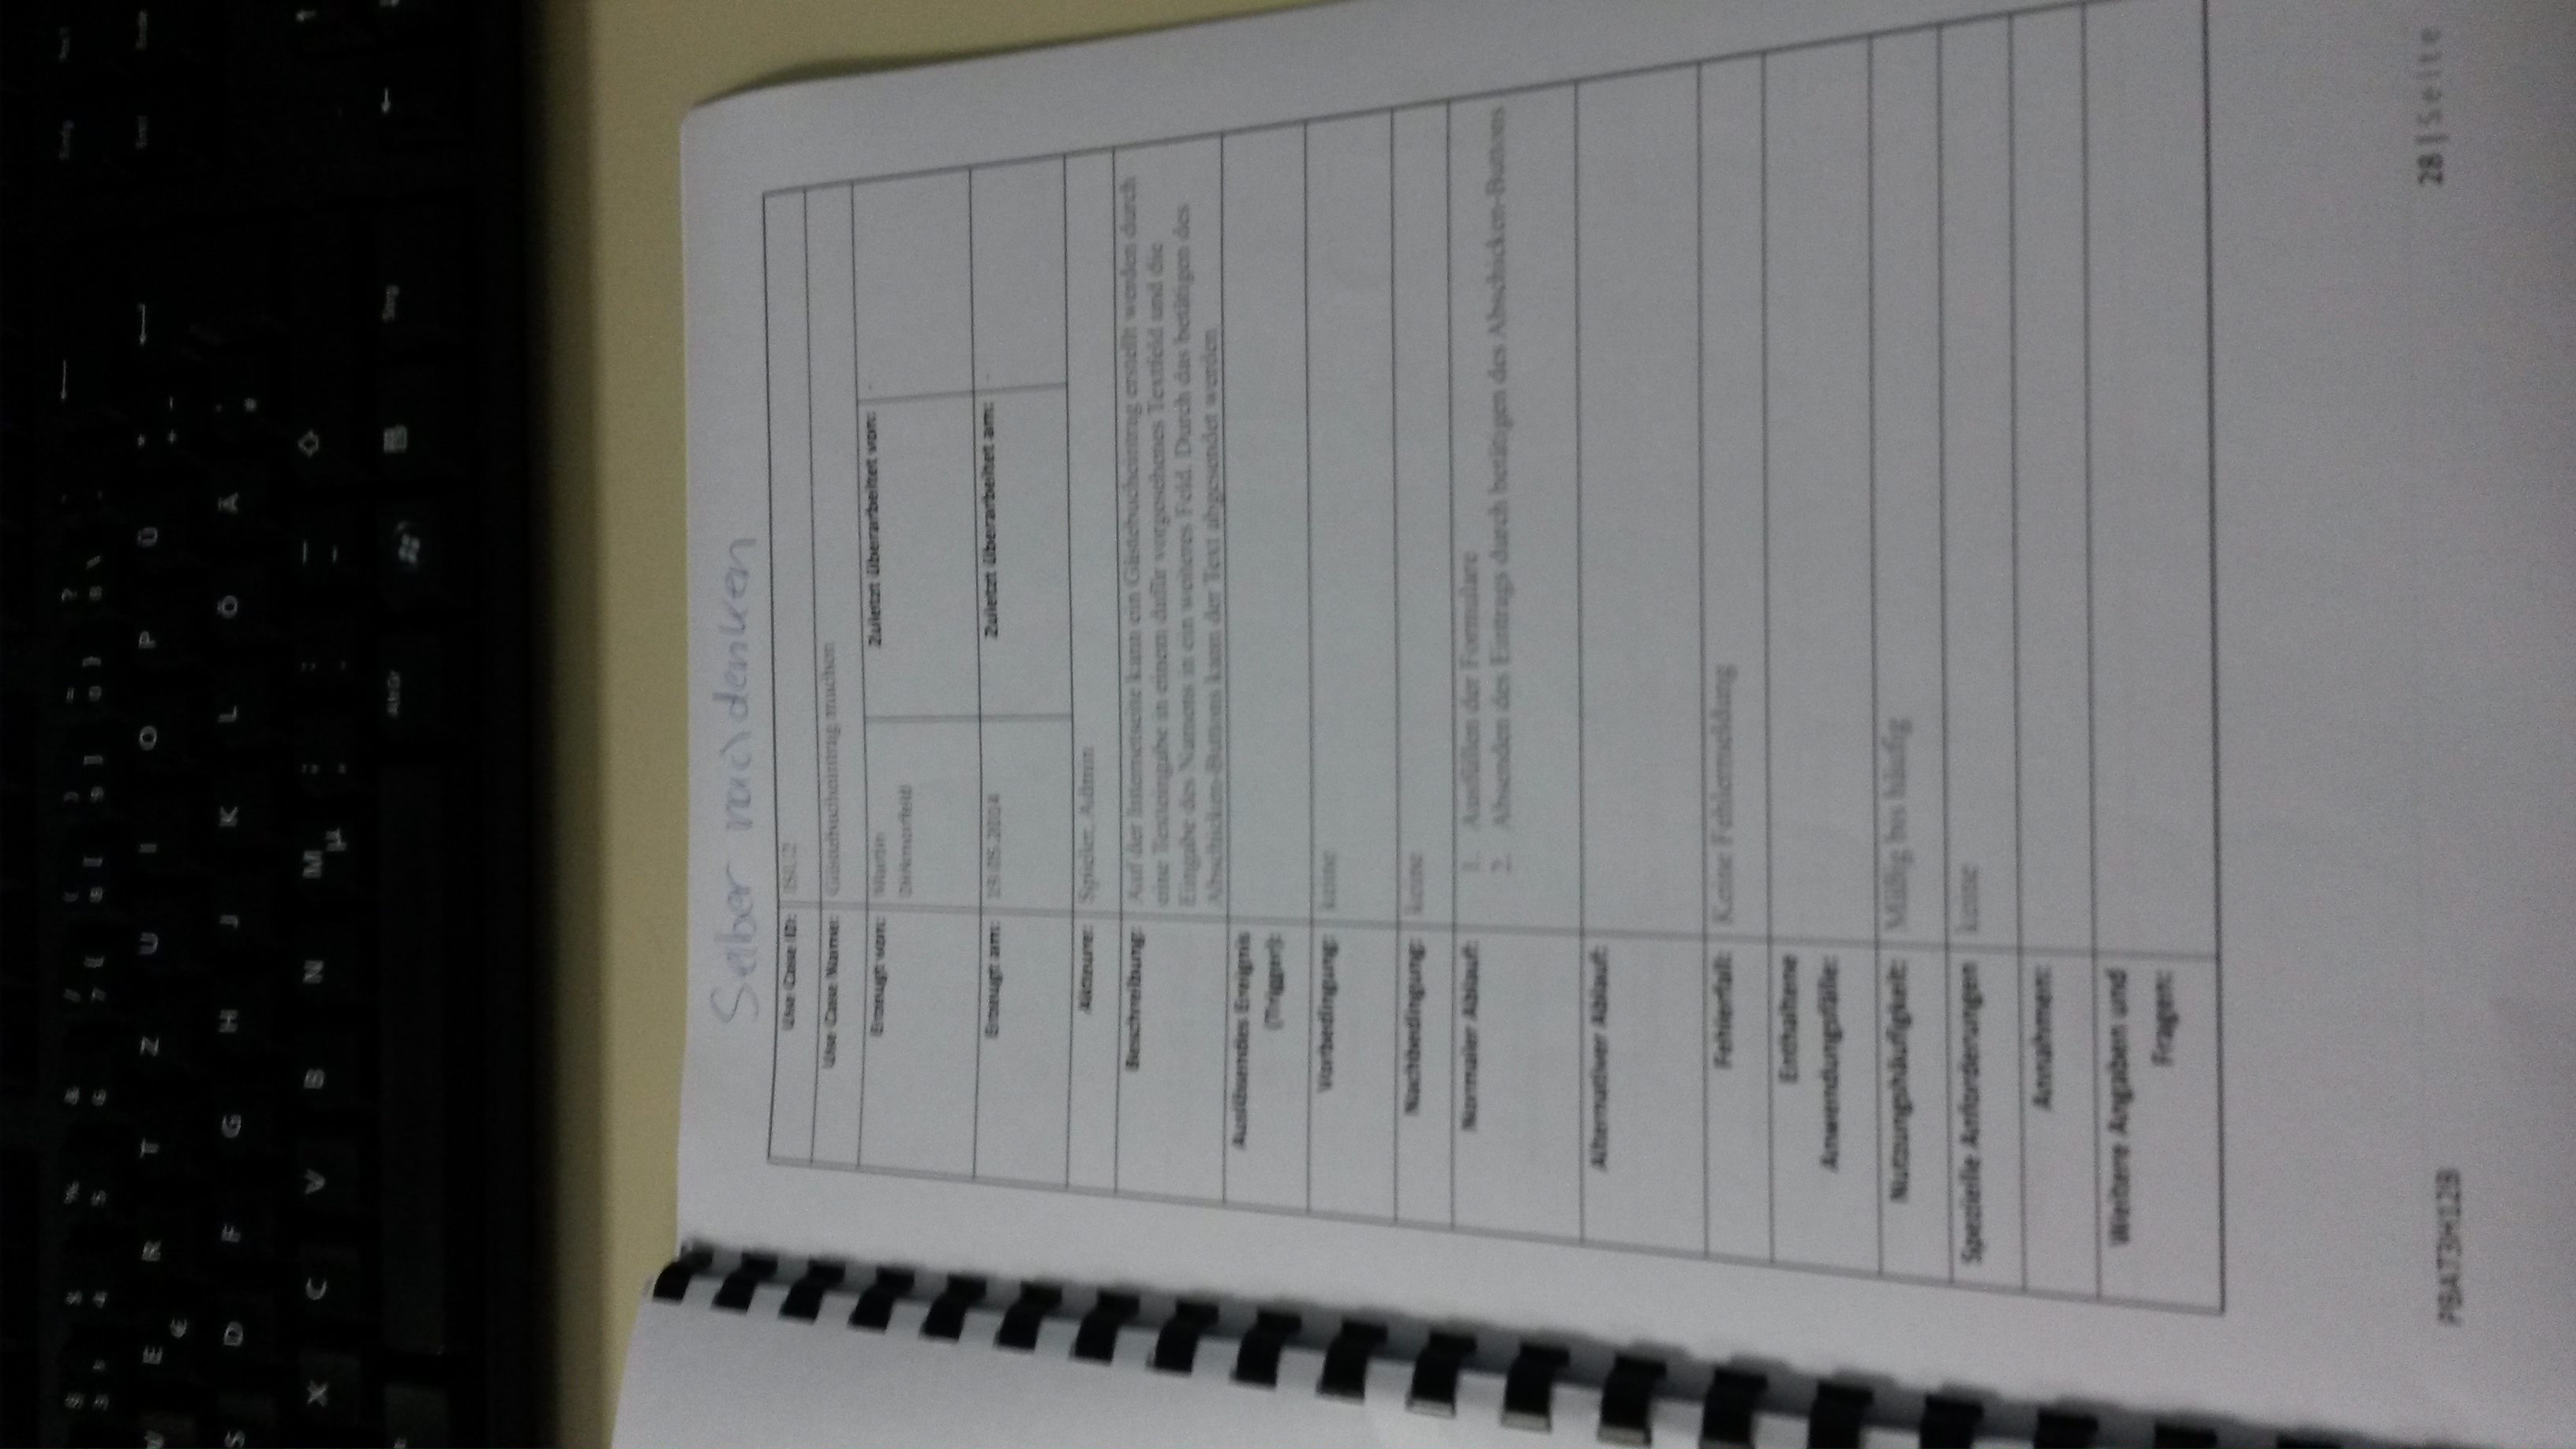 E R T Z U I O P Ü
S D F G H J K L Ö Ä
X C V B N M µ
Alt Gr Strg
Selber nachdenken
Use Case ID:
Use Case Name: Gästebucheintrag machen
Erzeugt von: Martin Zuletzt überarbeitet von: -
Erzeugt am: Zuletzt überarbeitet am: -
Akteure: Spieler, Admin
Beschreibung: Auf der Internetseite kann ein Gästebucheintrag erstellt werden durch
eine Texteingabe in einem dafür vorgesehenes Textfeld und die
Eingabe des Namens in ein weiteres Feld. Durch das betätigen des
Abschicken-Buttons kann der Text abgesendet werden
Auslösendes Ereignis
(Trigger):
Vorbedingung: keine
Nachbedingung: keine
Normaler Ablauf: 1. Ausfüllen der Formulare
2. Absenden des Eintrags durch betätigen des Abschicken-Buttons
Alternativer Ablauf:
Fehlerfall: Keine Fehlermeldung
Enthaltene
Anwendungsfälle:
Nutzungshäufigkeit: Mäßig bis häufig
Spezielle Anforderungen keine
Annahmen:
Weitere Angaben und
Fragen:
PBAT3H12B 28 | Seite